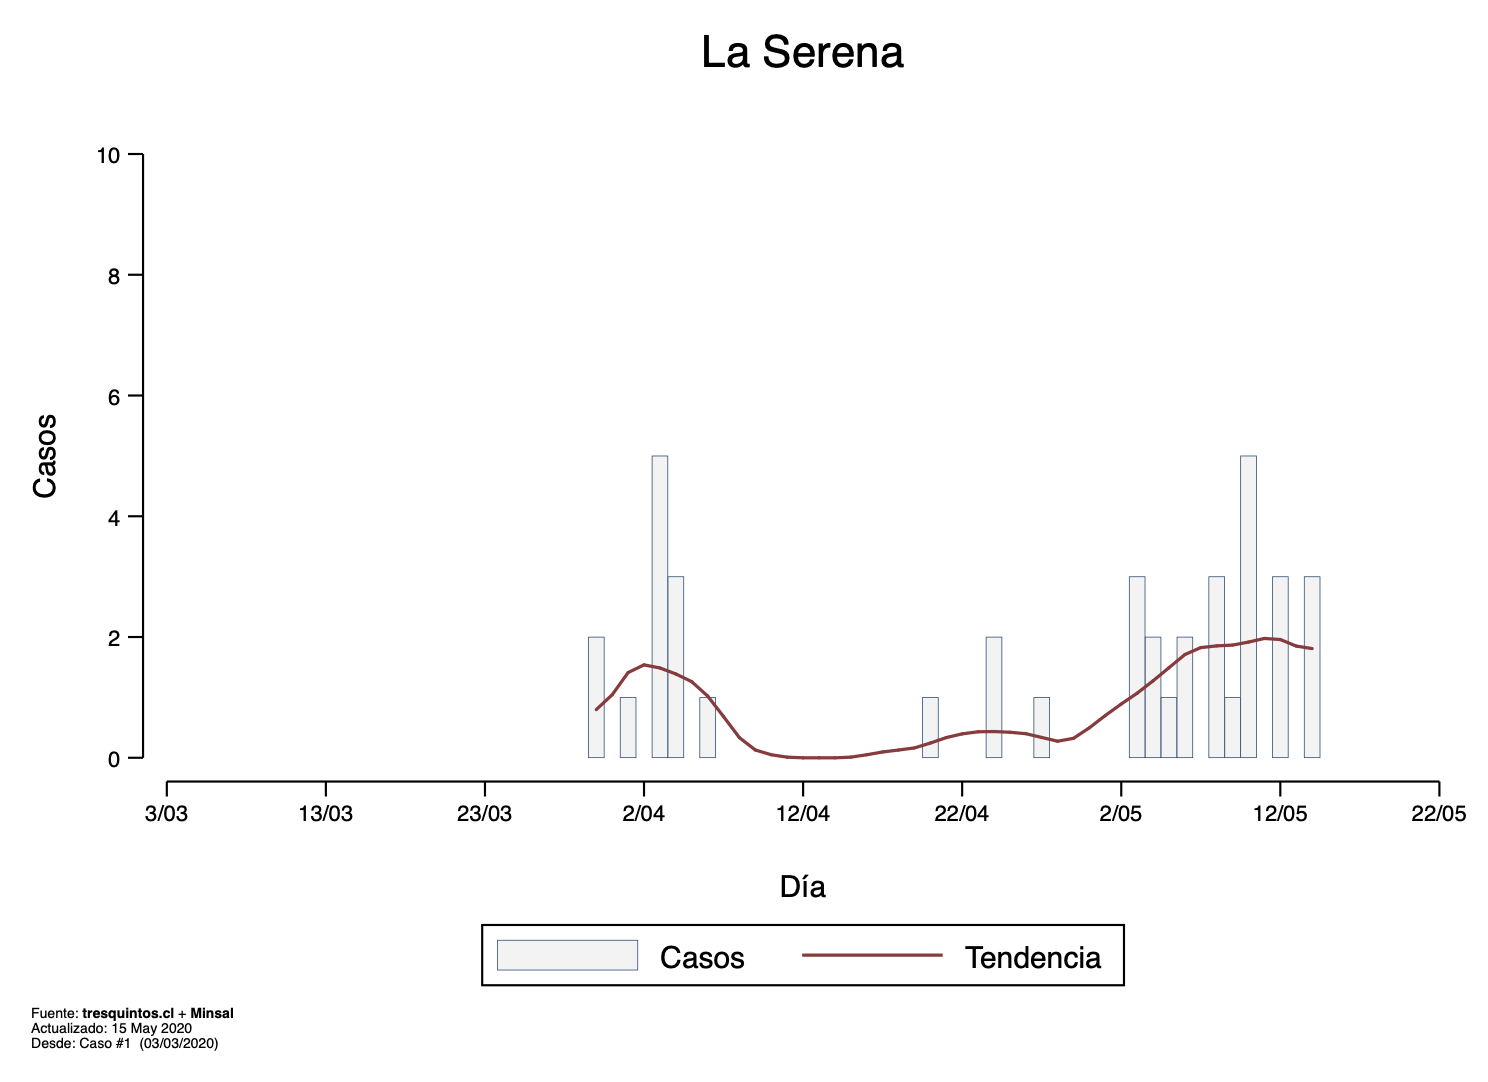 La Serena
10
8
6
4
2
0
Casos
3/03 13/03 23/03 2/04 12/04 22/04 2/05 12/05 22/05
Día
Casos Tendencia
Fuente: tresquintos.cl + Minsal
Actualizado: 15 May 2020
Desde: Caso #1 (03/03/2020)